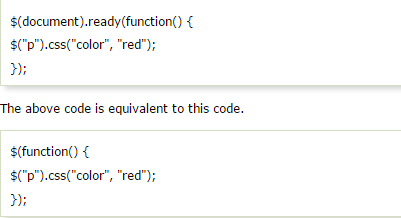 $(document).ready(function() {
$("p").css("color", "red");
});
The above code is equivalent to this code.
$(function() {
$("p").css("color", "red");
});